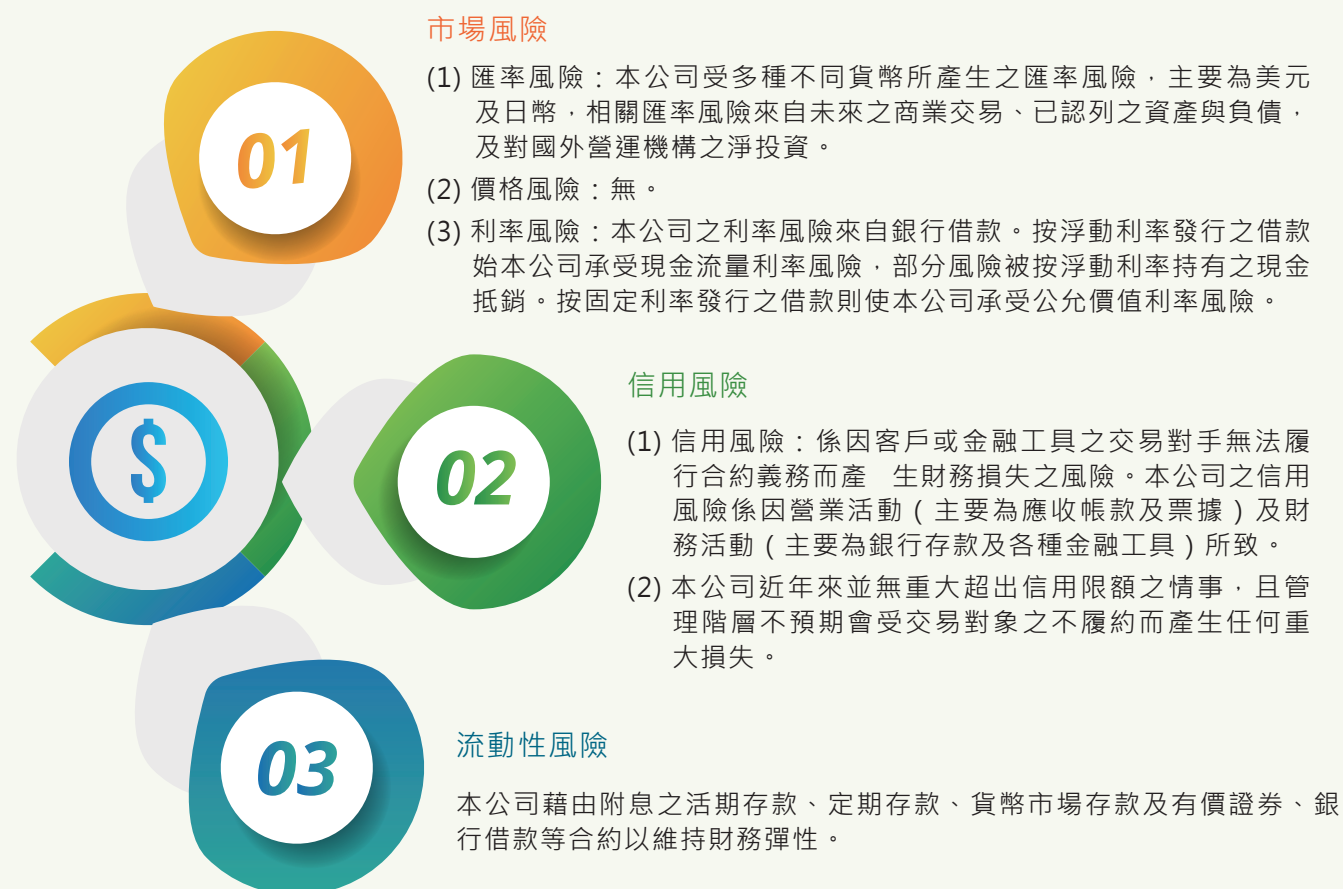 01
市場風險
(1) 匯率風險：本公司受多種不同貨幣所產生之匯率風險，主要為美元
及日幣，相關匯率風險來自未來之商業交易、已認列之資產與負債，
及對國外營運機構之淨投資。
(2) 價格風險：無。
(3) 利率風險：本公司之利率風險來自銀行借款。按浮動利率發行之借款
始本公司承受現金流量利率風險，部分風險被按浮動利率持有之現金
抵銷。按固定利率發行之借款則使本公司承受公允價值利率風險。
$
02
信用風險
(1) 信用風險：係因客戶或金融工具之交易對手無法履
行合約義務而產　生財務損失之風險。本公司之信用
風險係因營業活動（主要為應收帳款及票據）及財
務活動（主要為銀行存款及各種金融工具）所致。
(2) 本公司近年來並無重大超出信用限額之情事，且管
理階層不預期會受交易對象之不履約而產生任何重
大損失。
03
流動性風險
本公司藉由附息之活期存款、定期存款、貨幣市場存款及有價證券、銀
行借款等合約以維持財務彈性。